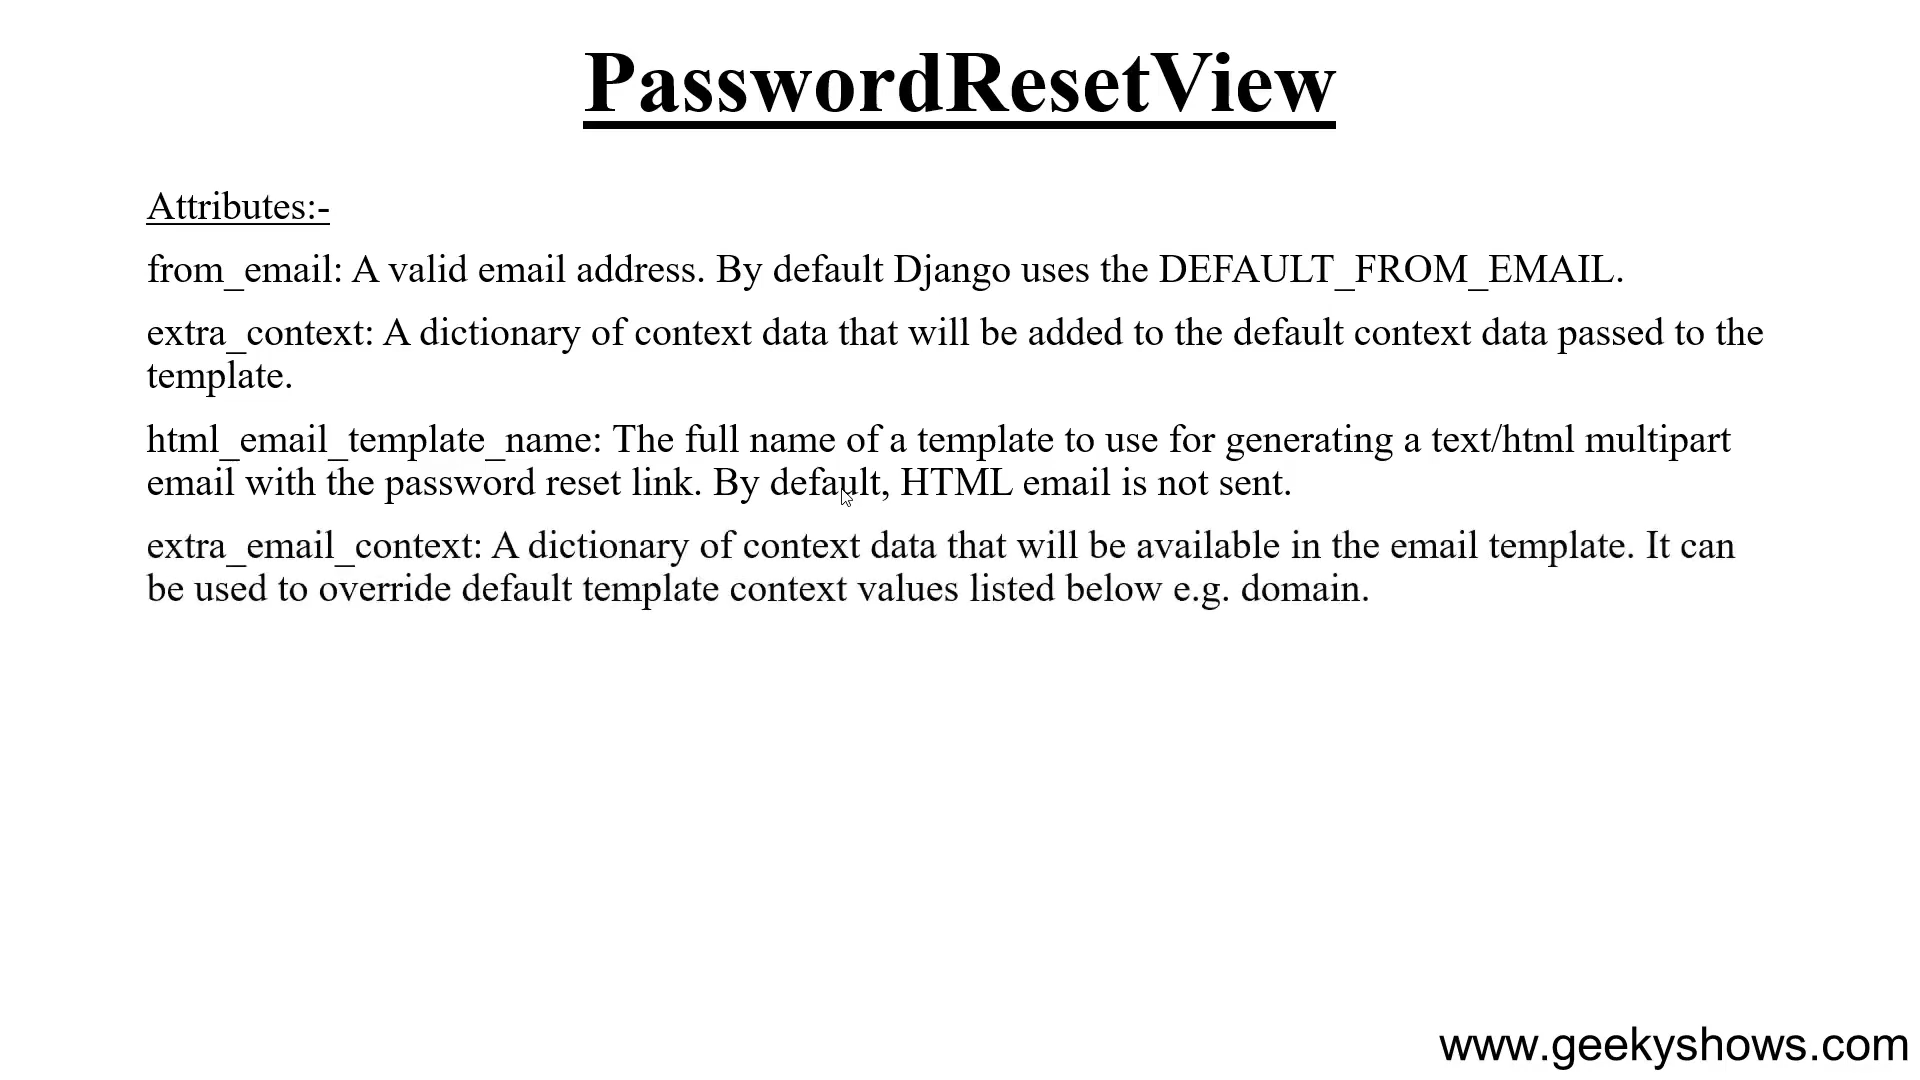 PasswordResetView
Attributes:-
from_email: A valid email address. By default Django uses the DEFAULT_FROM_EMAIL.
extra_context: A dictionary of context data that will be added to the default context data passed to the
template.
html_email_template_name: The full name of a template to use for generating a text/html multipart
email with the password reset link. By default, HTML email is not sent.
extra_email_context: A dictionary of context data that will be available in the email template. It can
be used to override default template context values listed below e.g. domain.
www.geekyshows.com